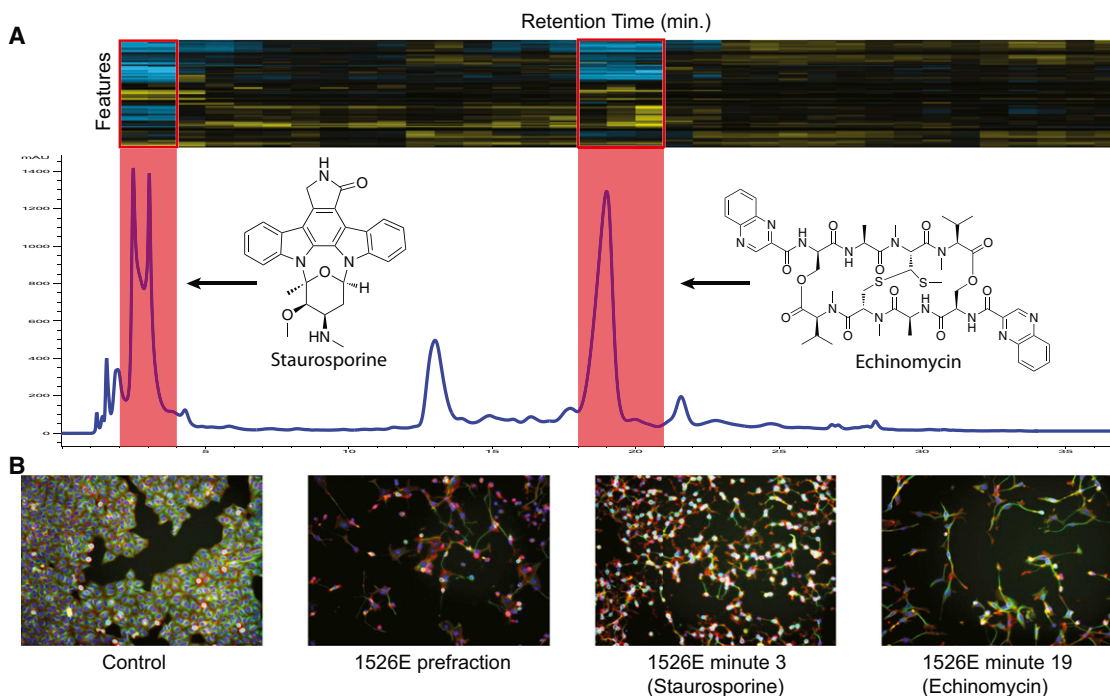 Retention Time (min.)
A
Features
mAU
1400
1200
1000
800
600
400
200
0
5
10
15
20
25
30
35
H
N
O
N
N
O
H
O
HN
Staurosporine
N
N
O
H
N
O
N
H
O
N
O
N
O
O
S
S
O
O
O
N
O
N
O
N
H
O
N
H
O
N
N
Echinomycin
B
Control
1526E prefraction
1526E minute 3
(Staurosporine)
1526E minute 19
(Echinomycin)